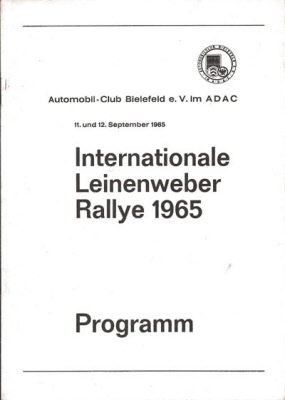 Automobil-Club Bielefeld e. V. im ADAC
11. und 12. September 1965
Internationale
Leinenweber
Rallye 1965
Programm